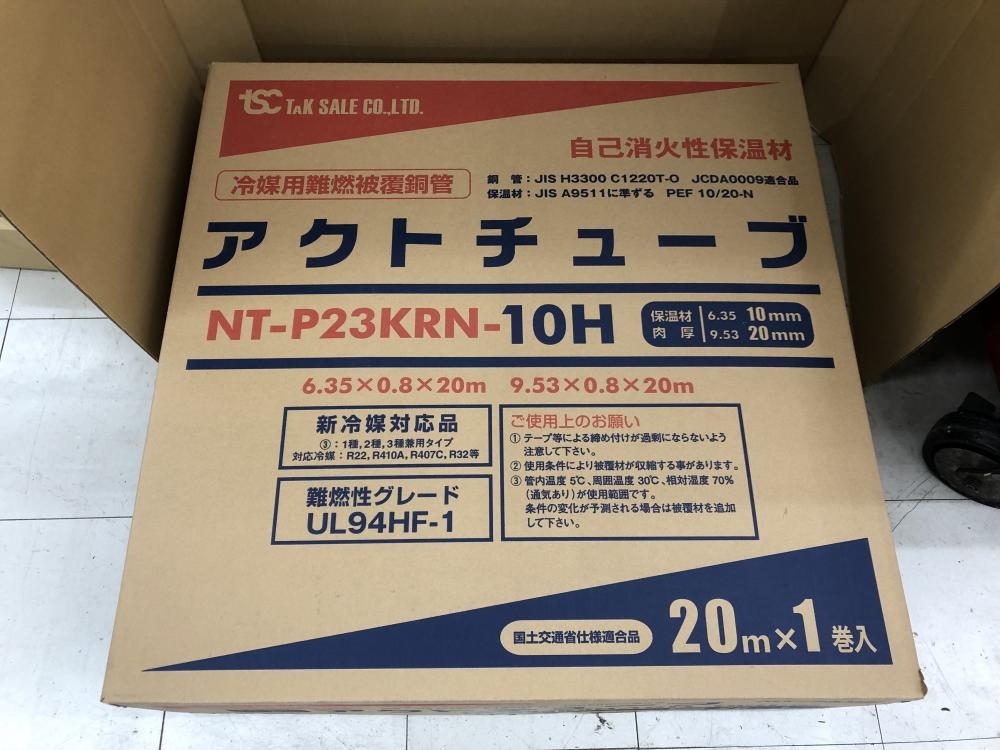 tsc TAK SALE CO.,LTD.
自己消火性保温材
冷媒用難燃被覆銅管
銅 管：JIS H3300 C1220T-O JCDA0009適合品
保温材：JIS A9511に準ずる PEF 10/20-N
アクトチューブ
NT-P23KRN-10H
保温材 6.35 10mm
肉 厚 9.53 20mm
6.35×0.8×20m 9.53×0.8×20m
新冷媒対応品
③：1種,2種,3種兼用タイプ
対応冷媒：R22, R410A, R407C, R32等
難燃性グレード
UL94HF-1
ご使用上のお願い
① テープ等による締め付けが過剰にならないよう
注意して下さい。
② 使用条件により被覆材が収縮する事があります。
③ 管内温度 5℃、周囲温度 30℃、相対湿度 70%
（通気あり）が使用範囲です。
条件の変化が予測される場合は被覆材を追加
して下さい。
国土交通省仕様適合品
20m×1巻入